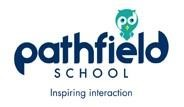 pathfield
SCHOOL
Inspiring interaction